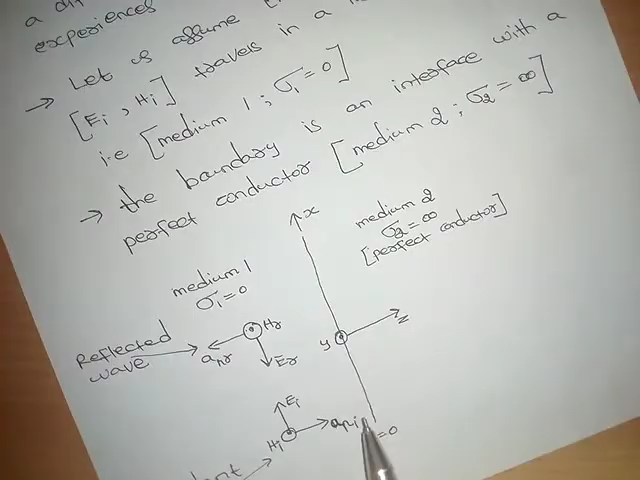 a di
experiences
→ Let us assume
[Ei, Hi] travels in a
i.e [medium 1; σ1=0]
→ the boundary is an interface with a
perfect conductor [medium 2; σ2=∞]
x
medium 2
σ2=∞
[perfect conductor]
medium 1
σ1=0
Reflected
wave
Hr
anr
Er
y
z
Ei
Hi
ani
=0